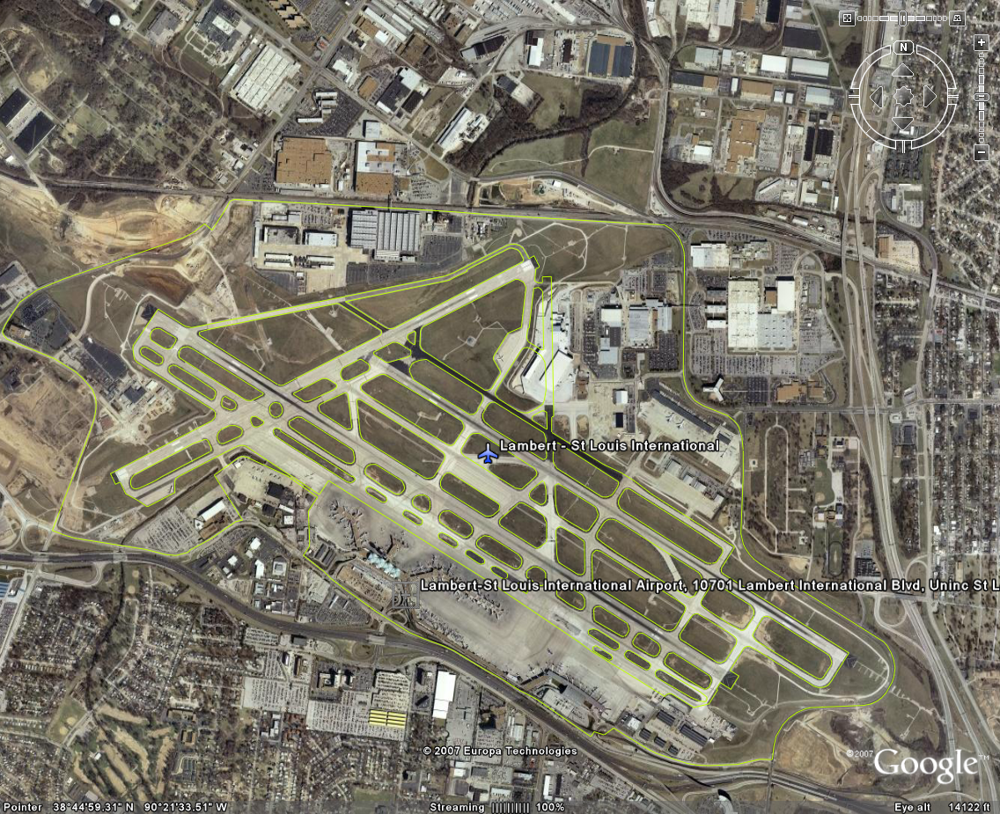 N
Lambert - St Louis International
Lambert-St Louis International Airport, 10701 Lambert International Blvd, Uninc St L
© 2007 Europa Technologies
© 2007 Google™
Pointer 38°44'59.31" N 90°21'33.51" W Streaming ||||||||| 100% Eye alt 14122 ft